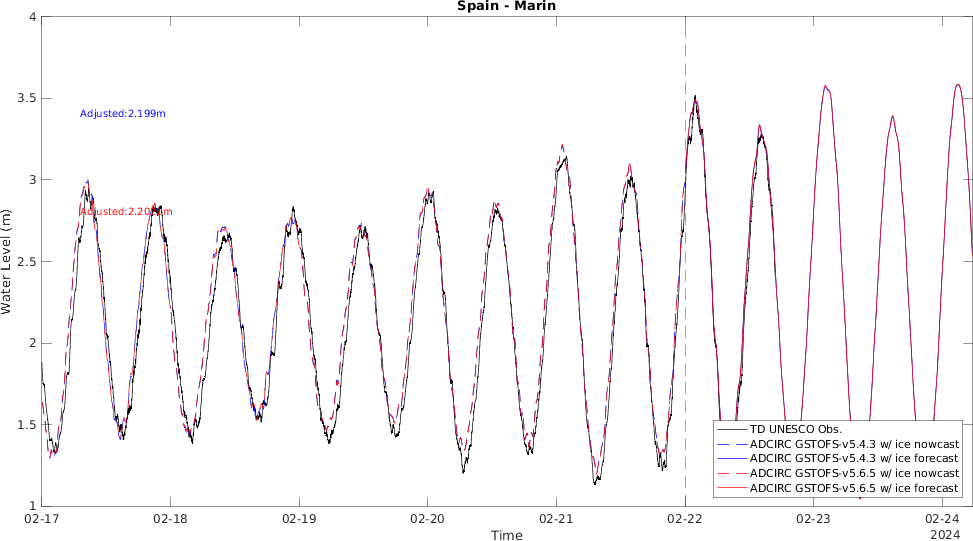 Spain - Marin
4
3.5
3
2.5
2
1.5
1
Water Level (m)
Adjusted:2.199m
TD UNESCO Obs.
ADCIRC GSTOFS-v5.4.3 w/ ice nowcast
ADCIRC GSTOFS-v5.4.3 w/ ice forecast
ADCIRC GSTOFS-v5.6.5 w/ ice nowcast
ADCIRC GSTOFS-v5.6.5 w/ ice forecast
02-17 02-18 02-19 02-20 02-21 02-22 02-23 02-24
Time
2024